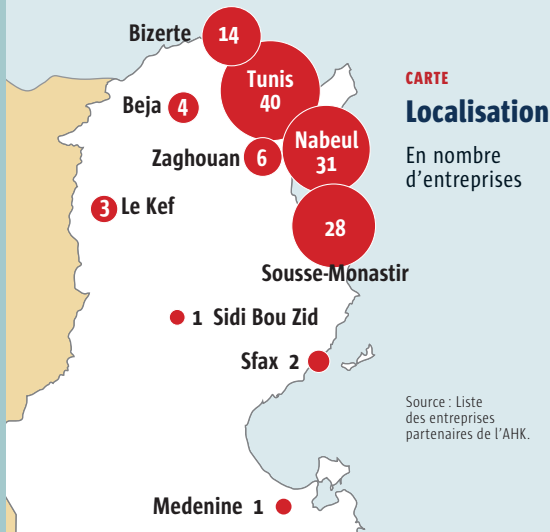 Bizerte 14
Tunis
40
Beja 4
Nabeul
31
Zaghouan 6
3 Le Kef
28
Sousse-Monastir
1 Sidi Bou Zid
Sfax 2
Medenine 1
CARTE
Localisation
En nombre
d'entreprises
Source : Liste
des entreprises
partenaires de l'AHK.